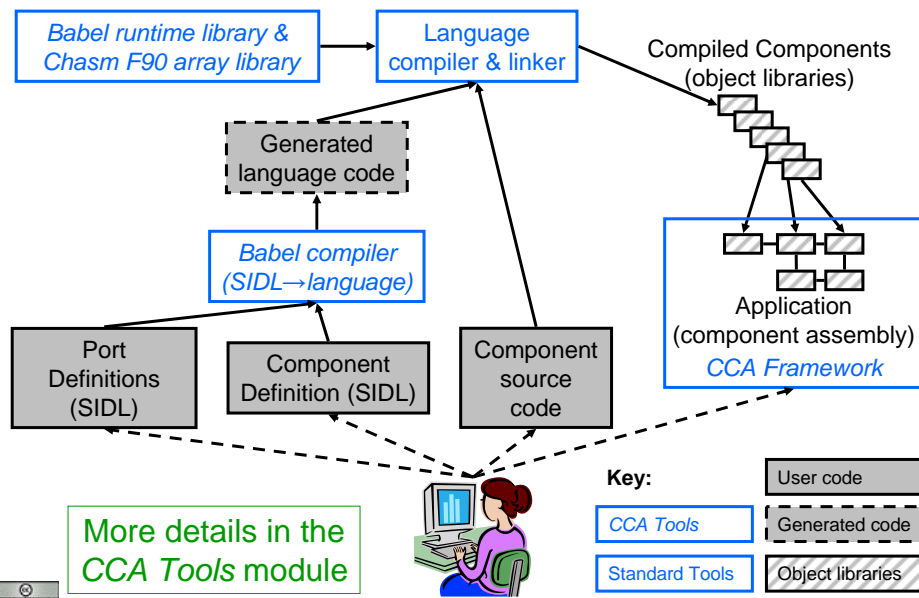 Babel runtime library &
Chasm F90 array library
Language
compiler & linker
Compiled Components
(object libraries)
Generated
language code
Babel compiler
(SIDL→language)
Application
(component assembly)
CCA Framework
Port
Definitions
(SIDL)
Component
Definition (SIDL)
Component
source
code
More details in the
CCA Tools module
Key:
User code
CCA Tools
Generated code
Standard Tools
Object libraries